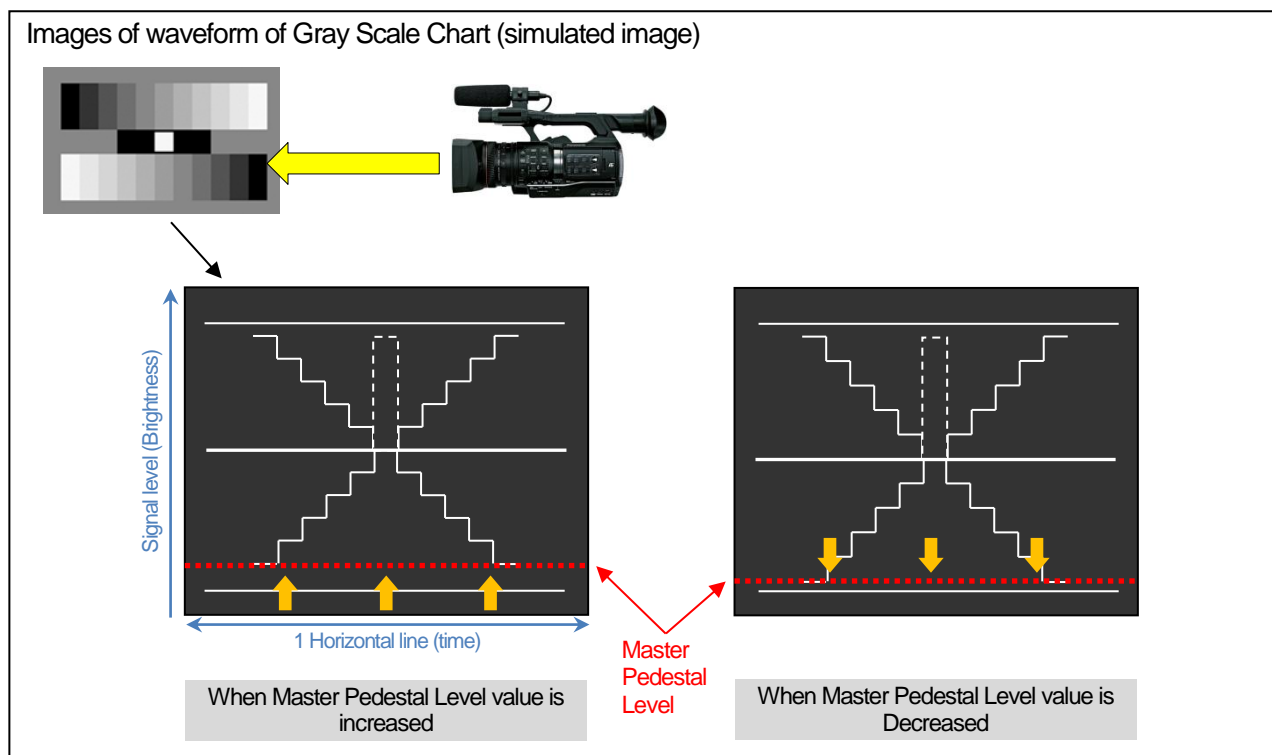 Images of waveform of Gray Scale Chart (simulated image)
Signal level (Brightness)
1 Horizontal line (time)
Master
Pedestal
Level
When Master Pedestal Level value is
increased
When Master Pedestal Level value is
Decreased